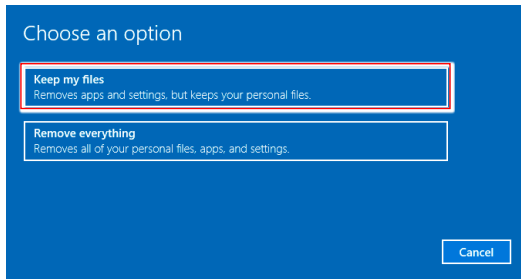 Choose an option
Keep my files
Removes apps and settings, but keeps your personal files.
Remove everything
Removes all of your personal files, apps, and settings.
Cancel